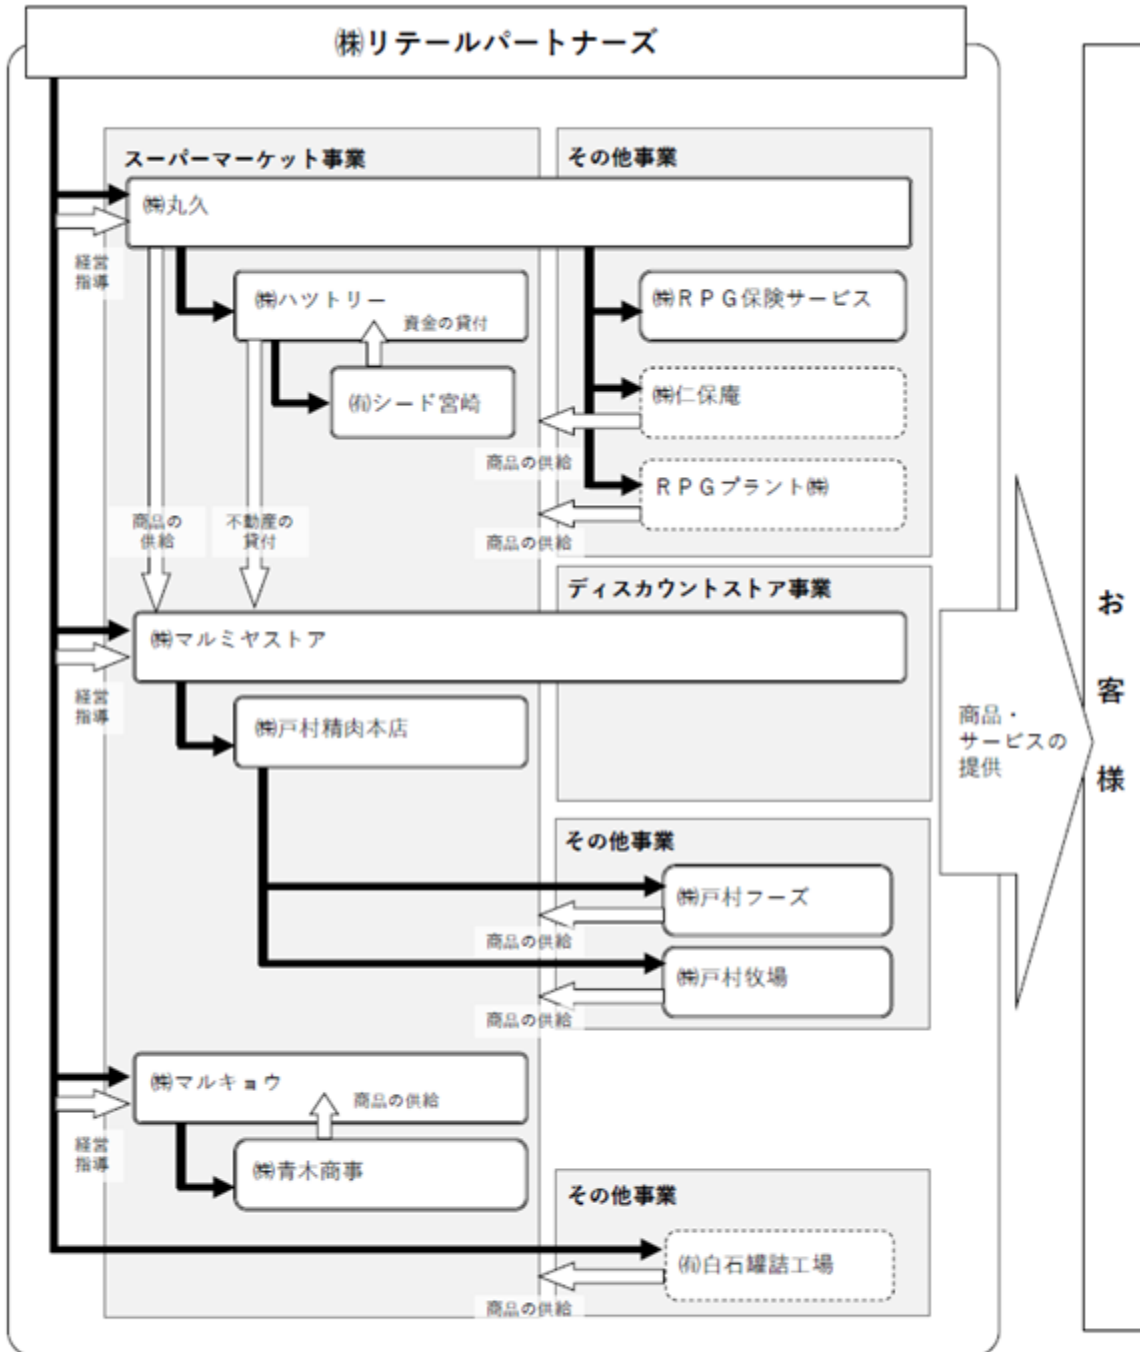 ㈱リテールパートナーズ
スーパーマーケット事業
その他事業
㈱丸久
経営
指導
㈱ハツトリー
資金の貸付
㈲シード宮崎
㈱ＲＰＧ保険サービス
㈱仁保庵
商品の供給
ＲＰＧプラント㈱
商品の供給
商品の
供給
不動産の
貸付
ディスカウントストア事業
㈱マルミヤストア
経営
指導
㈱戸村精肉本店
その他事業
㈱戸村フーズ
商品の供給
㈱戸村牧場
商品の供給
㈱マルキョウ
商品の供給
経営
指導
㈱青木商事
その他事業
㈲白石罐詰工場
商品の供給
商品・
サービスの
提供
お
客
様